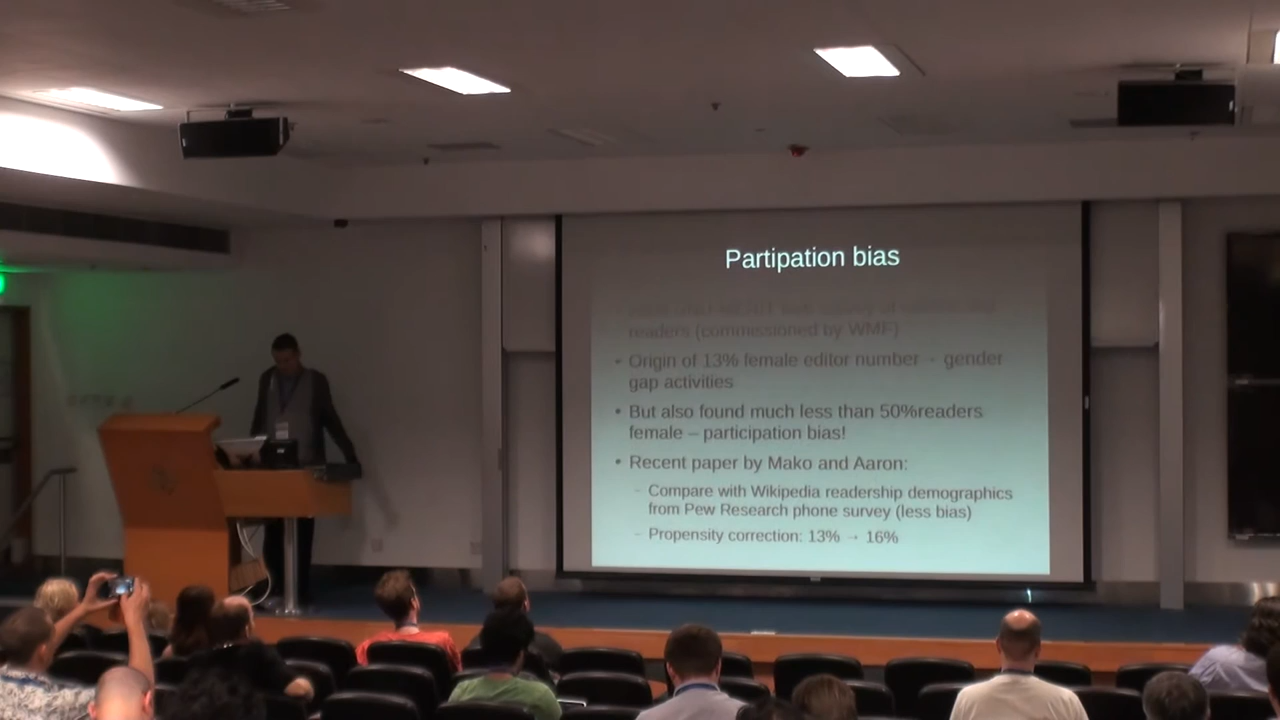 Partipation bias
readers (commissioned by WMF)
• Origin of 13% female editor number → gender
gap activities
• But also found much less than 50%readers
female – participation bias!
• Recent paper by Mako and Aaron:
– Compare with Wikipedia readership demographics
from Pew Research phone survey (less bias)
– Propensity correction: 13% → 16%